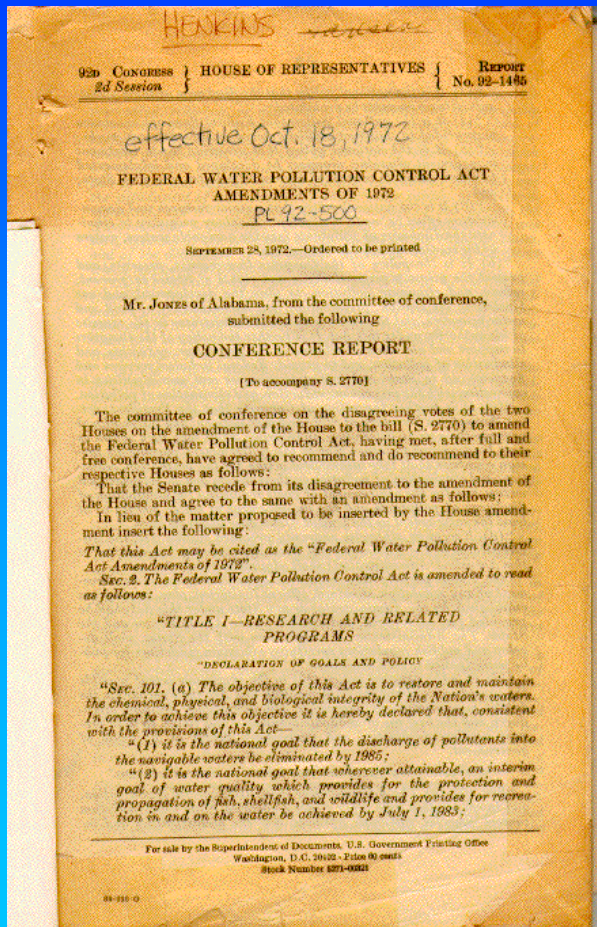 HENKINS
92D CONGRESS } HOUSE OF REPRESENTATIVES { REPORT
2d Session } { No. 92–1465
effective Oct. 18, 1972
FEDERAL WATER POLLUTION CONTROL ACT
AMENDMENTS OF 1972
PL 92-500
SEPTEMBER 28, 1972.—Ordered to be printed
Mr. JONES of Alabama, from the committee of conference,
submitted the following
CONFERENCE REPORT
[To accompany S. 2770]
The committee of conference on the disagreeing votes of the two
Houses on the amendment of the House to the bill (S. 2770) to amend
the Federal Water Pollution Control Act, having met, after full and
free conference, have agreed to recommend and do recommend to their
respective Houses as follows:
That the Senate recede from its disagreement to the amendment of
the House and agree to the same with an amendment as follows:
In lieu of the matter proposed to be inserted by the House amend-
ment insert the following:
That this Act may be cited as the "Federal Water Pollution Control
Act Amendments of 1972".
SEC. 2. The Federal Water Pollution Control Act is amended to read
as follows:
"TITLE I—RESEARCH AND RELATED
PROGRAMS
"DECLARATION OF GOALS AND POLICY
"SEC. 101. (a) The objective of this Act is to restore and maintain
the chemical, physical, and biological integrity of the Nation's waters.
In order to achieve this objective it is hereby declared that, consistent
with the provisions of this Act—
"(1) it is the national goal that the discharge of pollutants into
the navigable waters be eliminated by 1985;
"(2) it is the national goal that wherever attainable, an interim
goal of water quality which provides for the protection and
propagation of fish, shellfish, and wildlife and provides for recrea-
tion in and on the water be achieved by July 1, 1983;
For sale by the Superintendent of Documents, U.S. Government Printing Office
Washington, D.C. 20402 - Price 60 cents
Stock Number